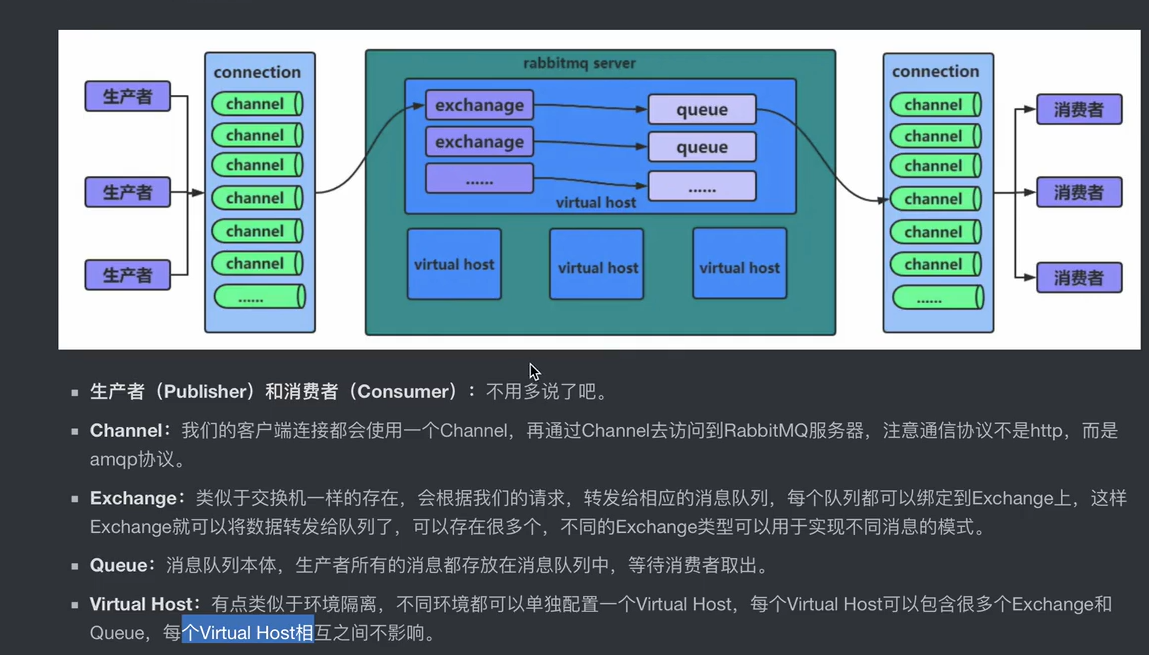 rabbitmq server
connection
connection
生产者
生产者
生产者
channel
channel
channel
channel
channel
channel
......
exchanage
exchanage
......
queue
queue
......
virtual host
virtual host
virtual host
virtual host
channel
channel
channel
channel
channel
channel
......
消费者
消费者
消费者
生产者（Publisher）和消费者（Consumer）：不用多说了吧。
Channel：我们的客户端连接都会使用一个Channel，再通过Channel去访问到RabbitMQ服务器，注意通信协议不是http，而是
amqp协议。
Exchange：类似于交换机一样的存在，会根据我们的请求，转发给相应的消息队列，每个队列都可以绑定到Exchange上，这样
Exchange就可以将数据转发给队列了，可以存在很多个，不同的Exchange类型可以用于实现不同消息的模式。
Queue：消息队列本体，生产者所有的消息都存放在消息队列中，等待消费者取出。
Virtual Host：有点类似于环境隔离，不同环境都可以单独配置一个Virtual Host，每个Virtual Host可以包含很多个Exchange和
Queue，每个Virtual Host相互之间不影响。